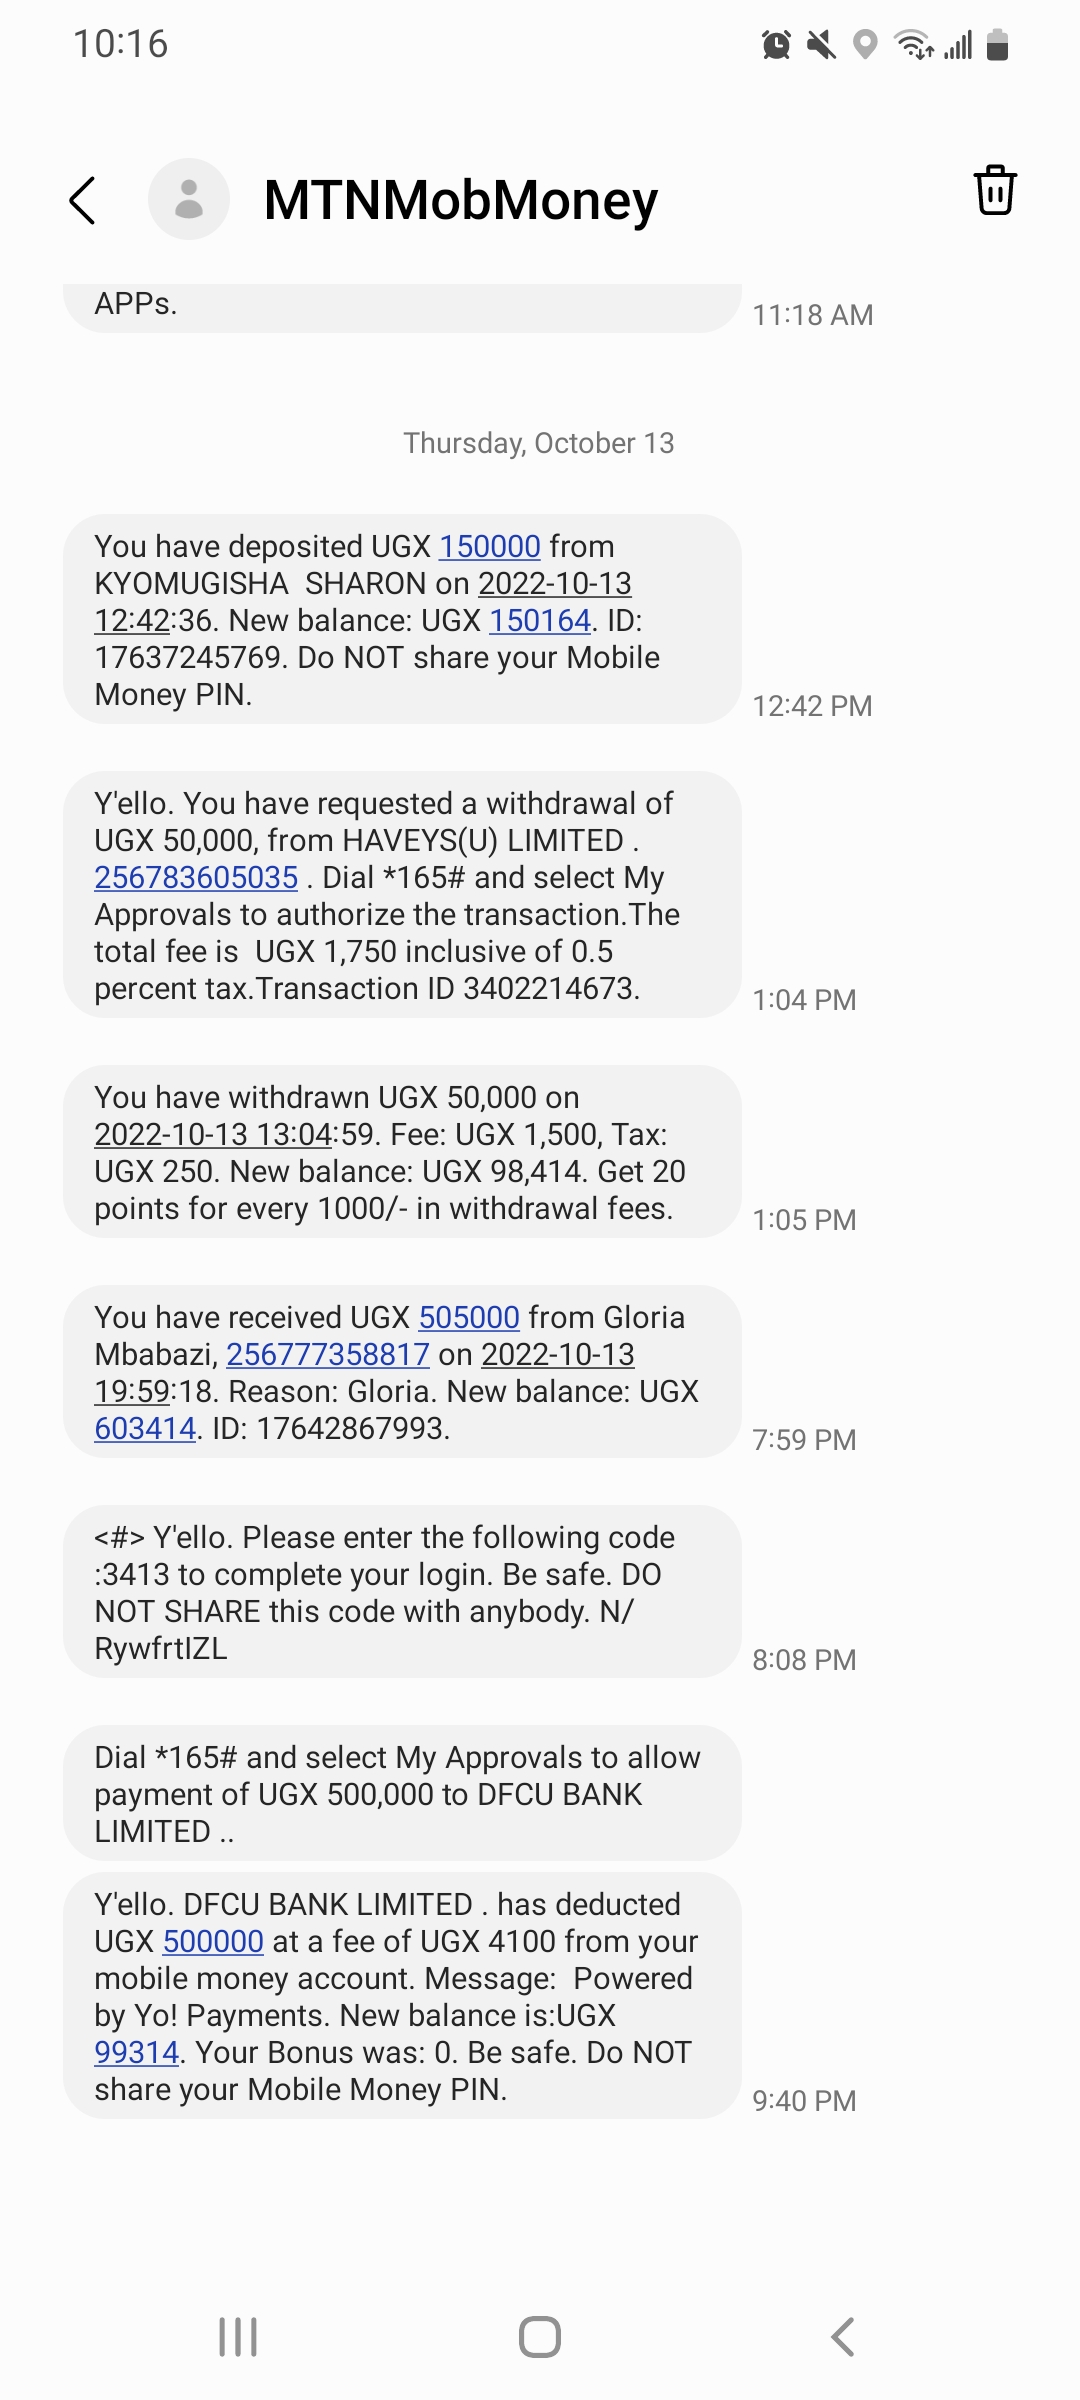 10:16
MTNMobMoney
APPs.
11:18 AM
Thursday, October 13
You have deposited UGX 150000 from
KYOMUGISHA  SHARON on 2022-10-13
12:42:36. New balance: UGX 150164. ID:
17637245769. Do NOT share your Mobile
Money PIN.
12:42 PM
Y'ello. You have requested a withdrawal of
UGX 50,000, from HAVEYS(U) LIMITED .
256783605035 . Dial *165# and select My
Approvals to authorize the transaction.The
total fee is  UGX 1,750 inclusive of 0.5
percent tax.Transaction ID 3402214673.
1:04 PM
You have withdrawn UGX 50,000 on
2022-10-13 13:04:59. Fee: UGX 1,500, Tax:
UGX 250. New balance: UGX 98,414. Get 20
points for every 1000/- in withdrawal fees.
1:05 PM
You have received UGX 505000 from Gloria
Mbabazi, 256777358817 on 2022-10-13
19:59:18. Reason: Gloria. New balance: UGX
603414. ID: 17642867993.
7:59 PM
<#> Y'ello. Please enter the following code
:3413 to complete your login. Be safe. DO
NOT SHARE this code with anybody. N/
RywfrtIZL
8:08 PM
Dial *165# and select My Approvals to allow
payment of UGX 500,000 to DFCU BANK
LIMITED ..
Y'ello. DFCU BANK LIMITED . has deducted
UGX 500000 at a fee of UGX 4100 from your
mobile money account. Message:  Powered
by Yo! Payments. New balance is:UGX
99314. Your Bonus was: 0. Be safe. Do NOT
share your Mobile Money PIN.
9:40 PM